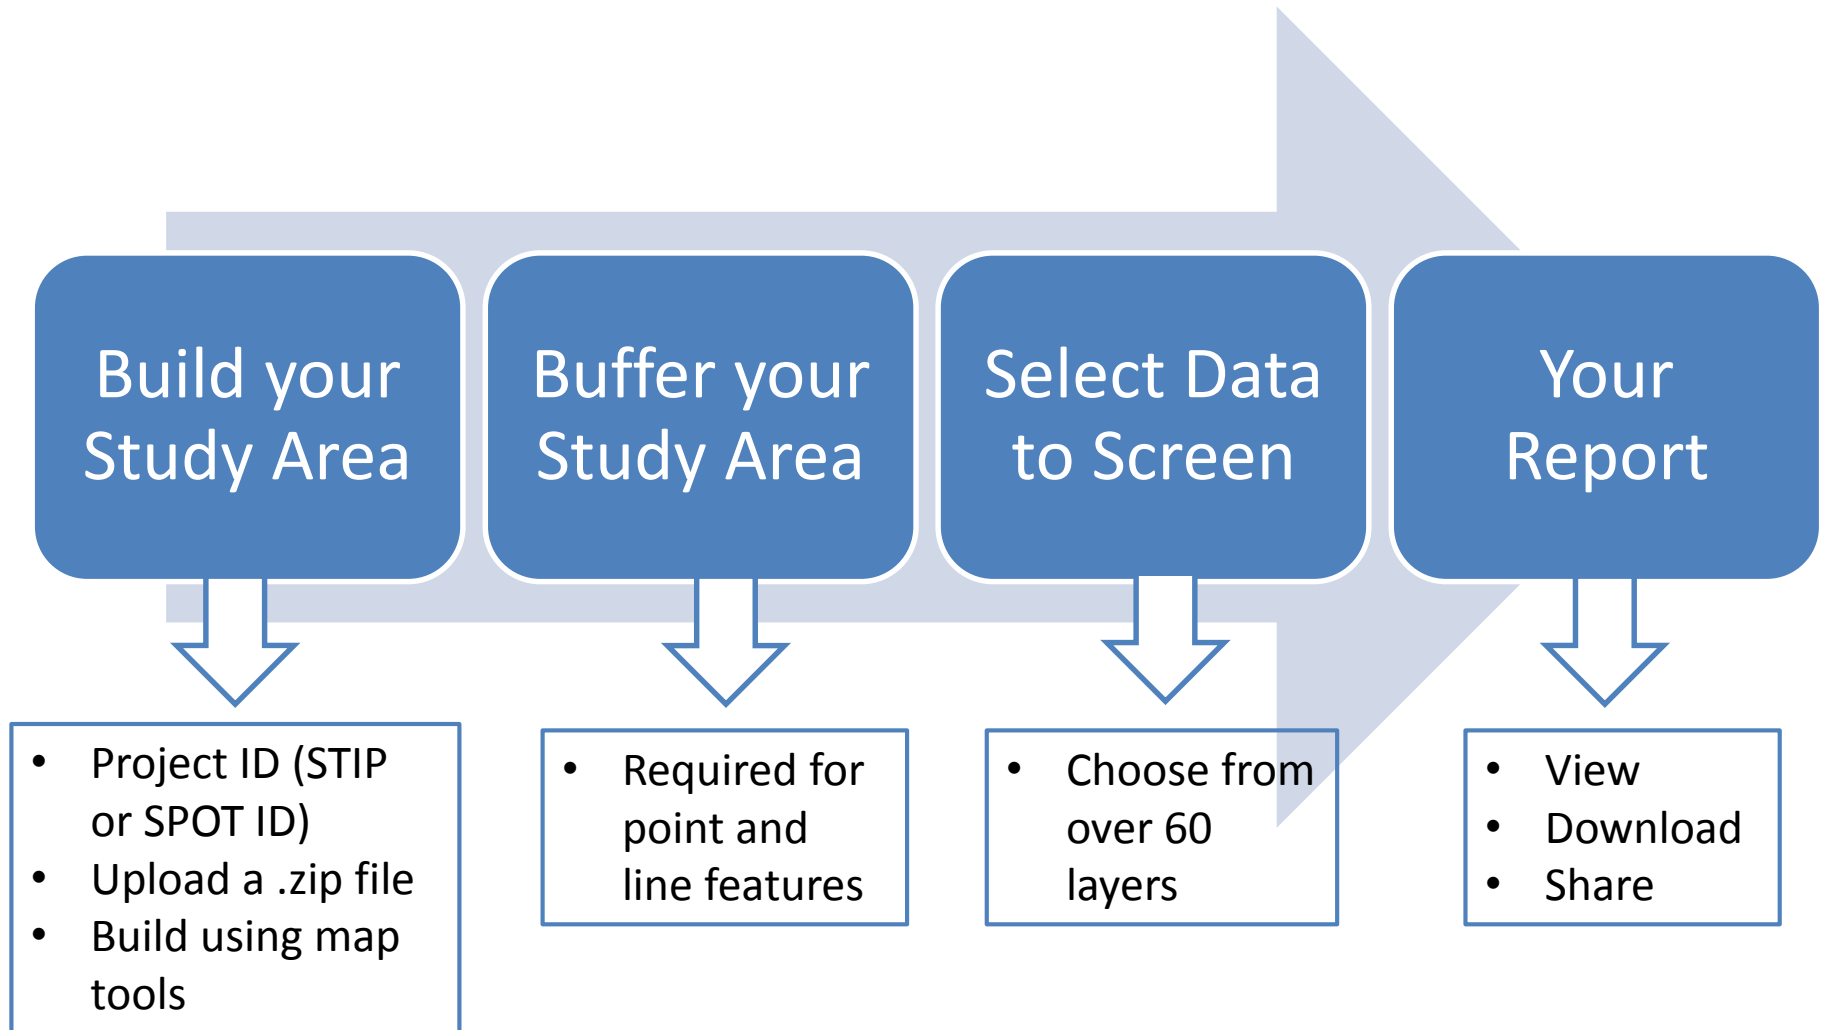 Build your
Study Area
Buffer your
Study Area
Select Data
to Screen
Your
Report
• Project ID (STIP
or SPOT ID)
• Upload a .zip file
• Build using map
tools
• Required for
point and
line features
• Choose from
over 60
layers
• View
• Download
• Share